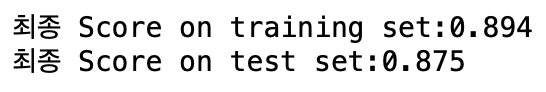 최종 Score on training set:0.894
최종 Score on test set:0.875